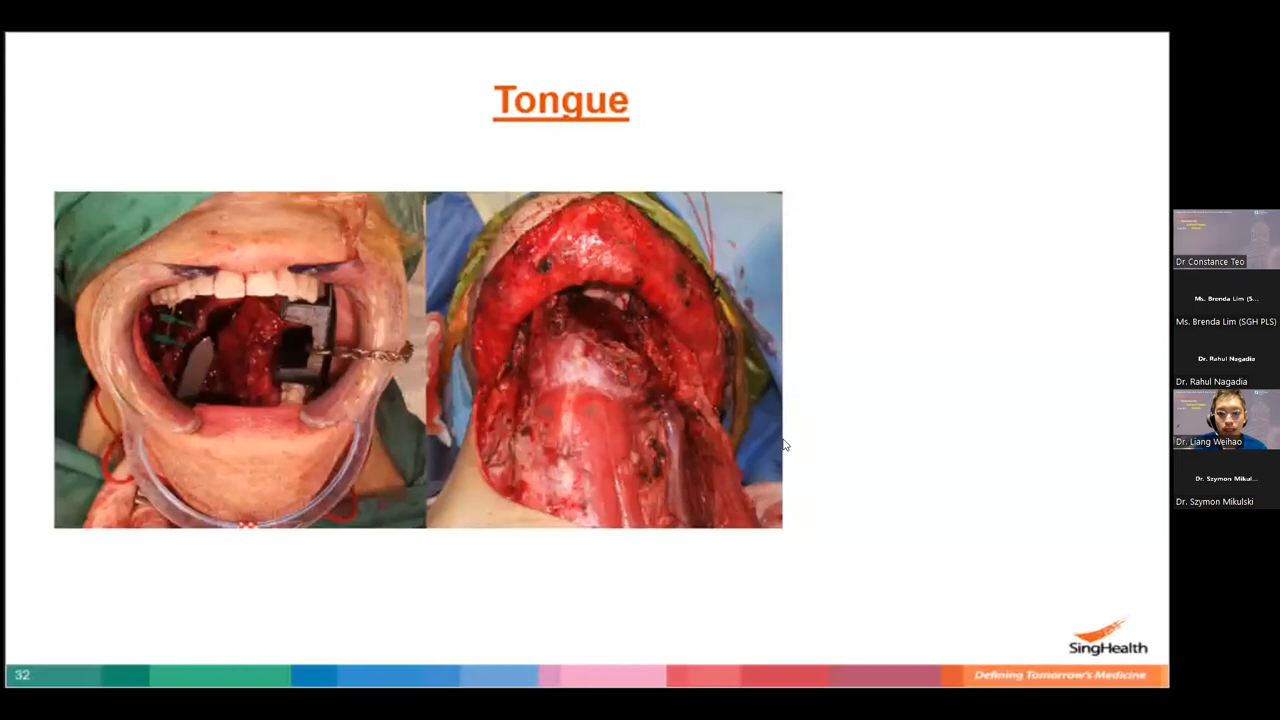 Tongue
32
SingHealth
Defining Tomorrow's Medicine
Dr Constance Teo
Ms. Brenda Lim (S...
Ms. Brenda Lim (SGH PLS)
Dr. Rahul Nagadia
Dr. Rahul Nagadia
Dr. Liang Weihao
Dr. Szymon Mikul...
Dr. Szymon Mikulski